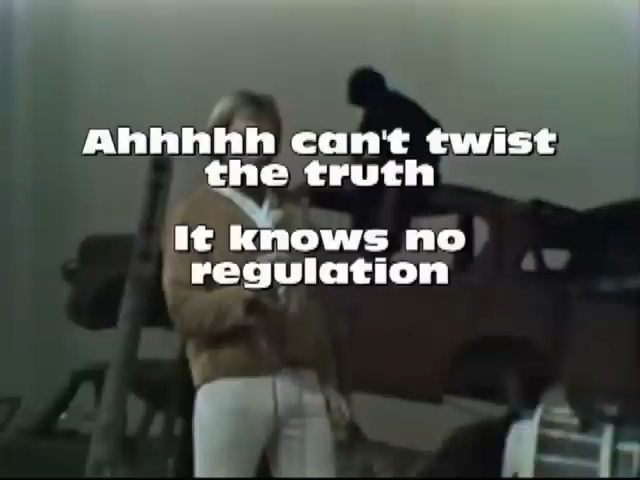 Ahhhhh can't twist
the truth
It knows no
regulation